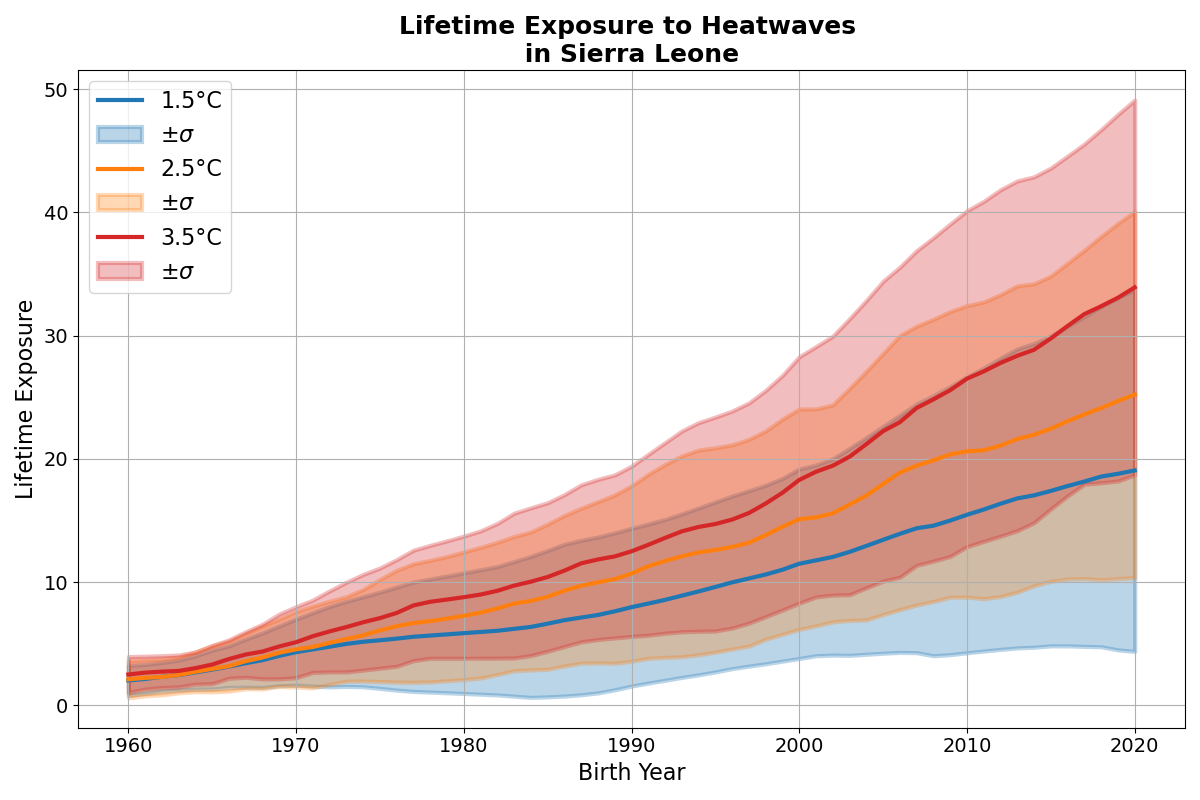 Lifetime Exposure to Heatwaves
in Sierra Leone
1.5°C
±σ
2.5°C
±σ
3.5°C
±σ
50
40
30
20
10
0
Lifetime Exposure
1960 1970 1980 1990 2000 2010 2020
Birth Year